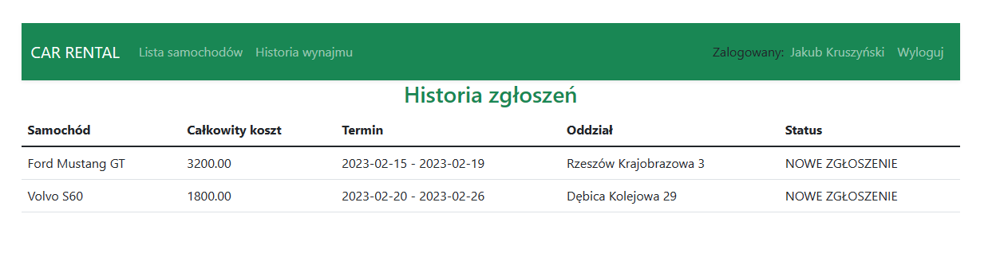 CAR RENTAL Lista samochodów Historia wynajmu Zalogowany: Jakub Kruszyński Wyloguj
Historia zgłoszeń
Samochód Całkowity koszt Termin Oddział Status
Ford Mustang GT 3200.00 2023-02-15 - 2023-02-19 Rzeszów Krajobrazowa 3 NOWE ZGŁOSZENIE
Volvo S60 1800.00 2023-02-20 - 2023-02-26 Dębica Kolejowa 29 NOWE ZGŁOSZENIE